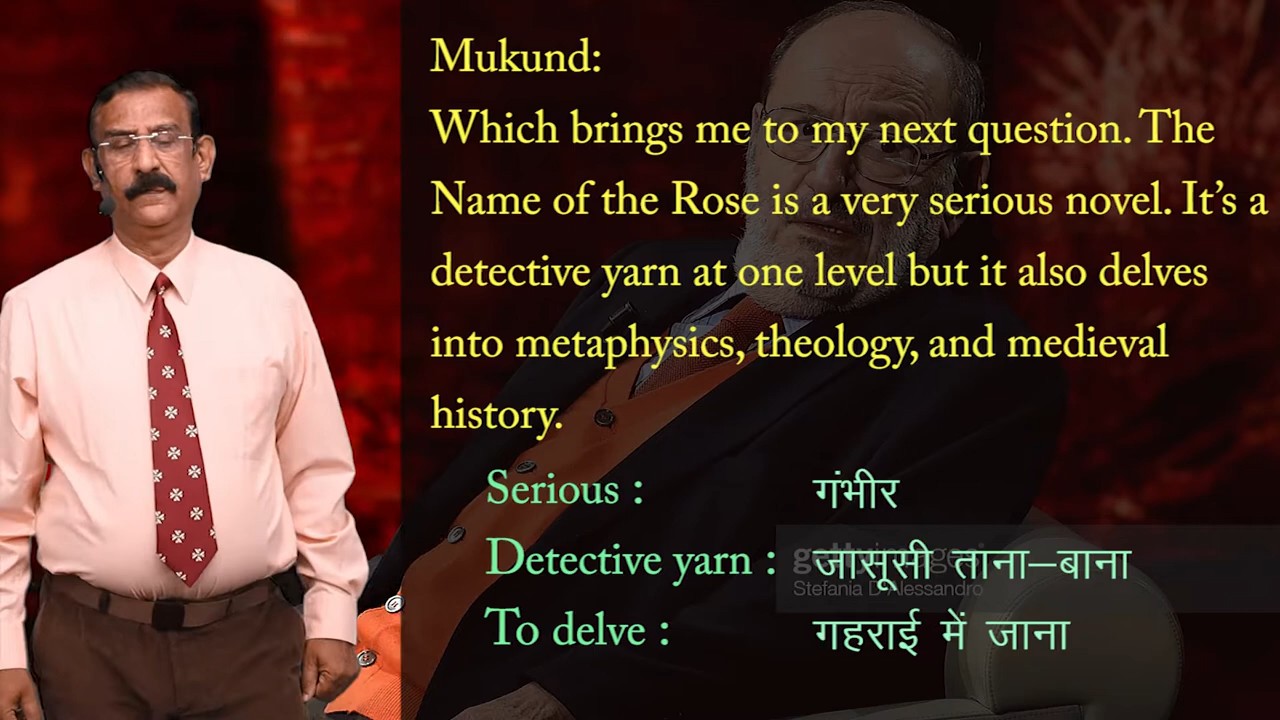 Mukund:
Which brings me to my next question. The
Name of the Rose is a very serious novel. It’s a
detective yarn at one level but it also delves
into metaphysics, theology, and medieval
history.
Serious : गंभीर
Detective yarn : जासूसी ताना–बाना
Stefania D'Alessandro
To delve : गहराई में जाना